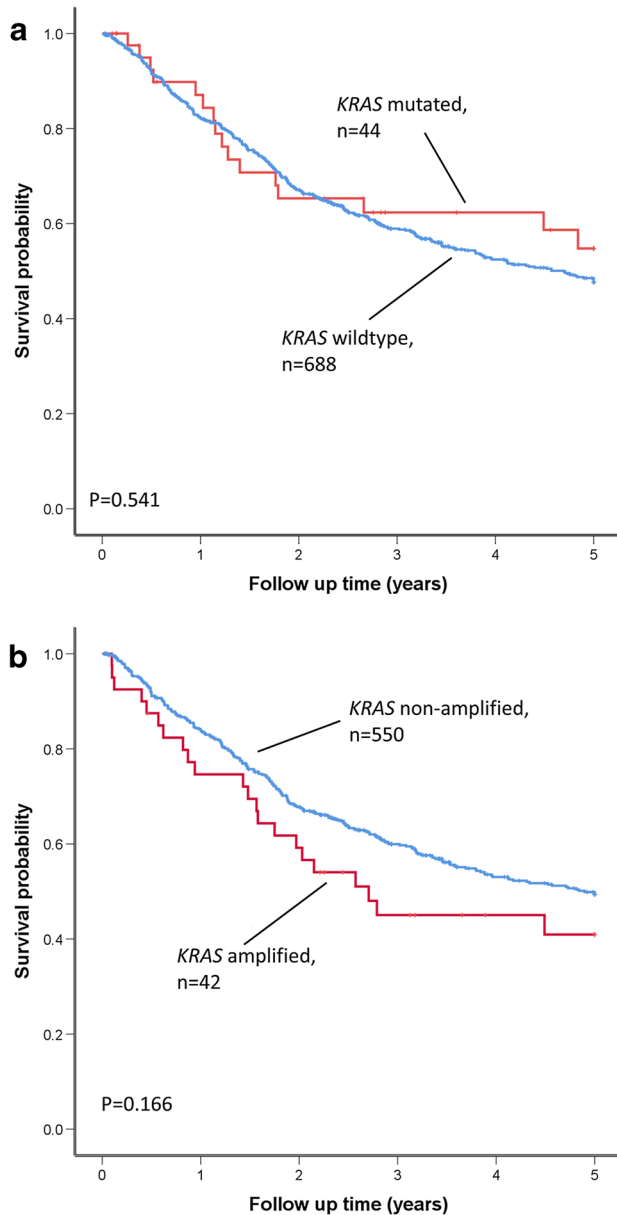 a
1.0
0.8
0.6
0.4
0.2
0.0
Survival probability
KRAS mutated,
n=44
KRAS wildtype,
n=688
P=0.541
0 1 2 3 4 5
Follow up time (years)
b
1.0
0.8
0.6
0.4
0.2
0.0
Survival probability
KRAS non-amplified,
n=550
KRAS amplified,
n=42
P=0.166
0 1 2 3 4 5
Follow up time (years)